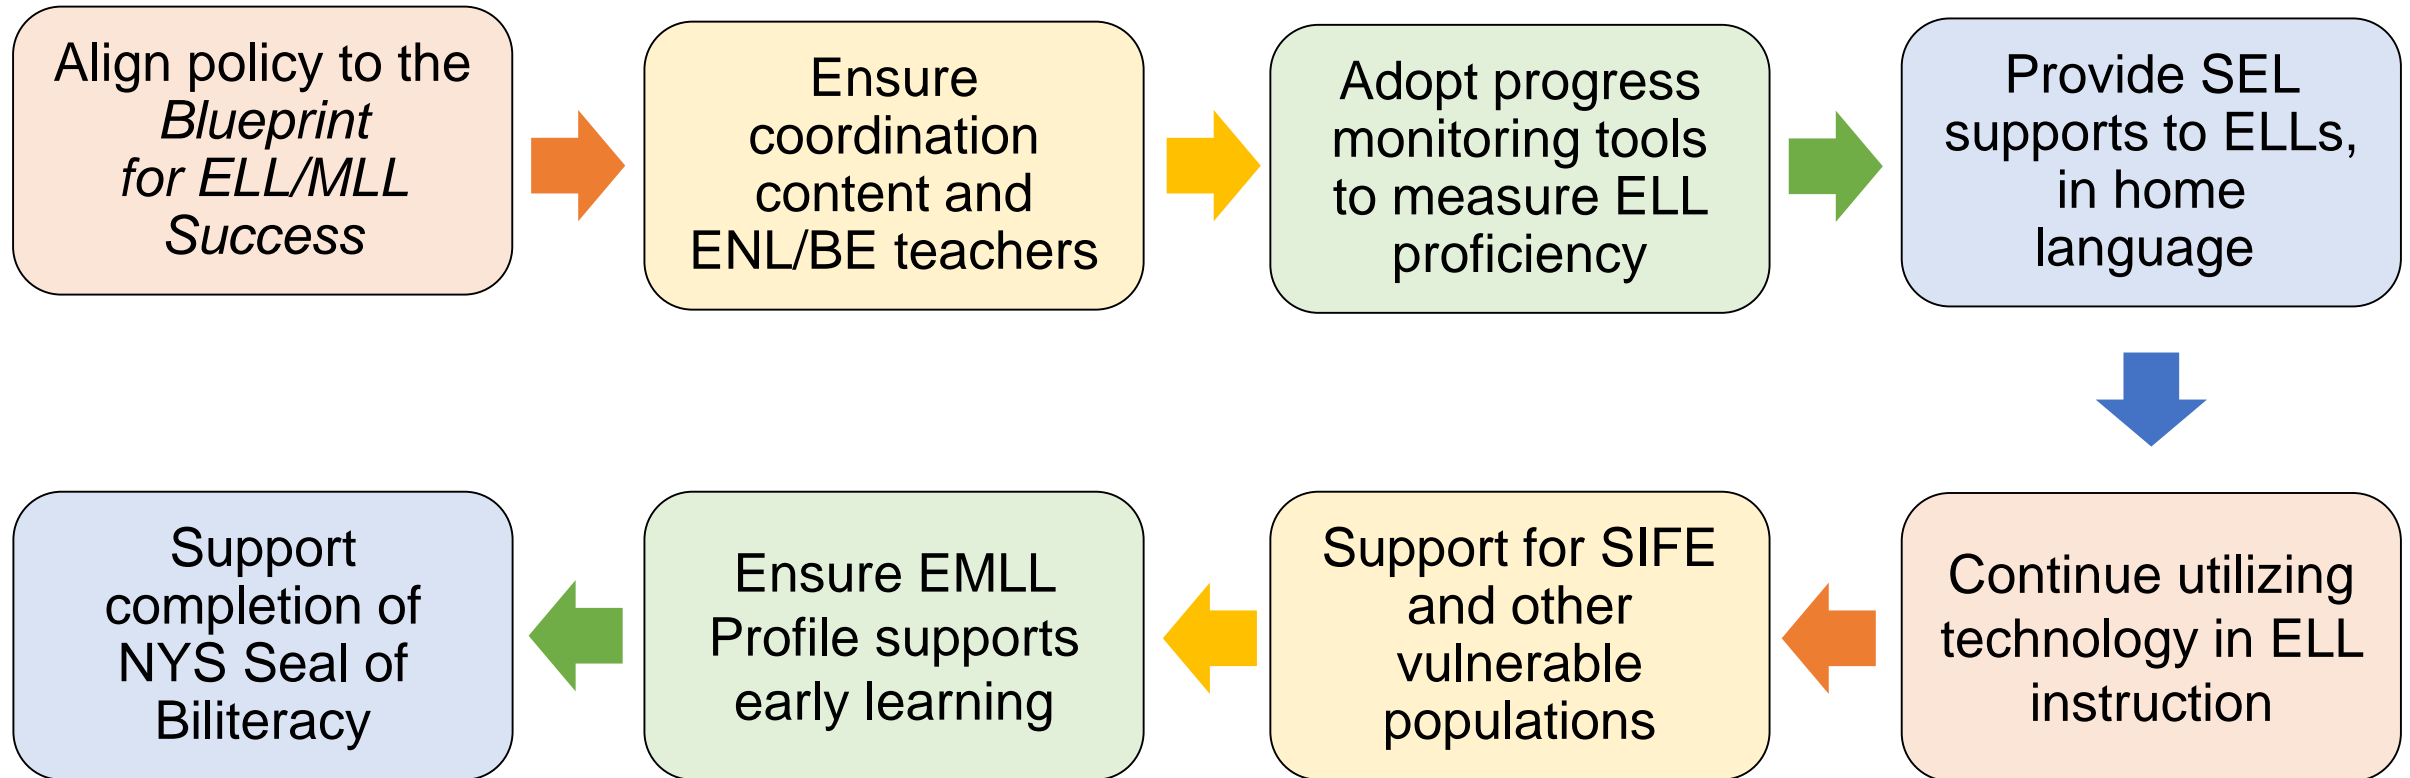 Align policy to the
Blueprint
for ELL/MLL
Success
Ensure
coordination
content and
ENL/BE teachers
Adopt progress
monitoring tools
to measure ELL
proficiency
Provide SEL
supports to ELLs,
in home
language
Continue utilizing
technology in ELL
instruction
Support for SIFE
and other
vulnerable
populations
Ensure EMLL
Profile supports
early learning
Support
completion of
NYS Seal of
Biliteracy